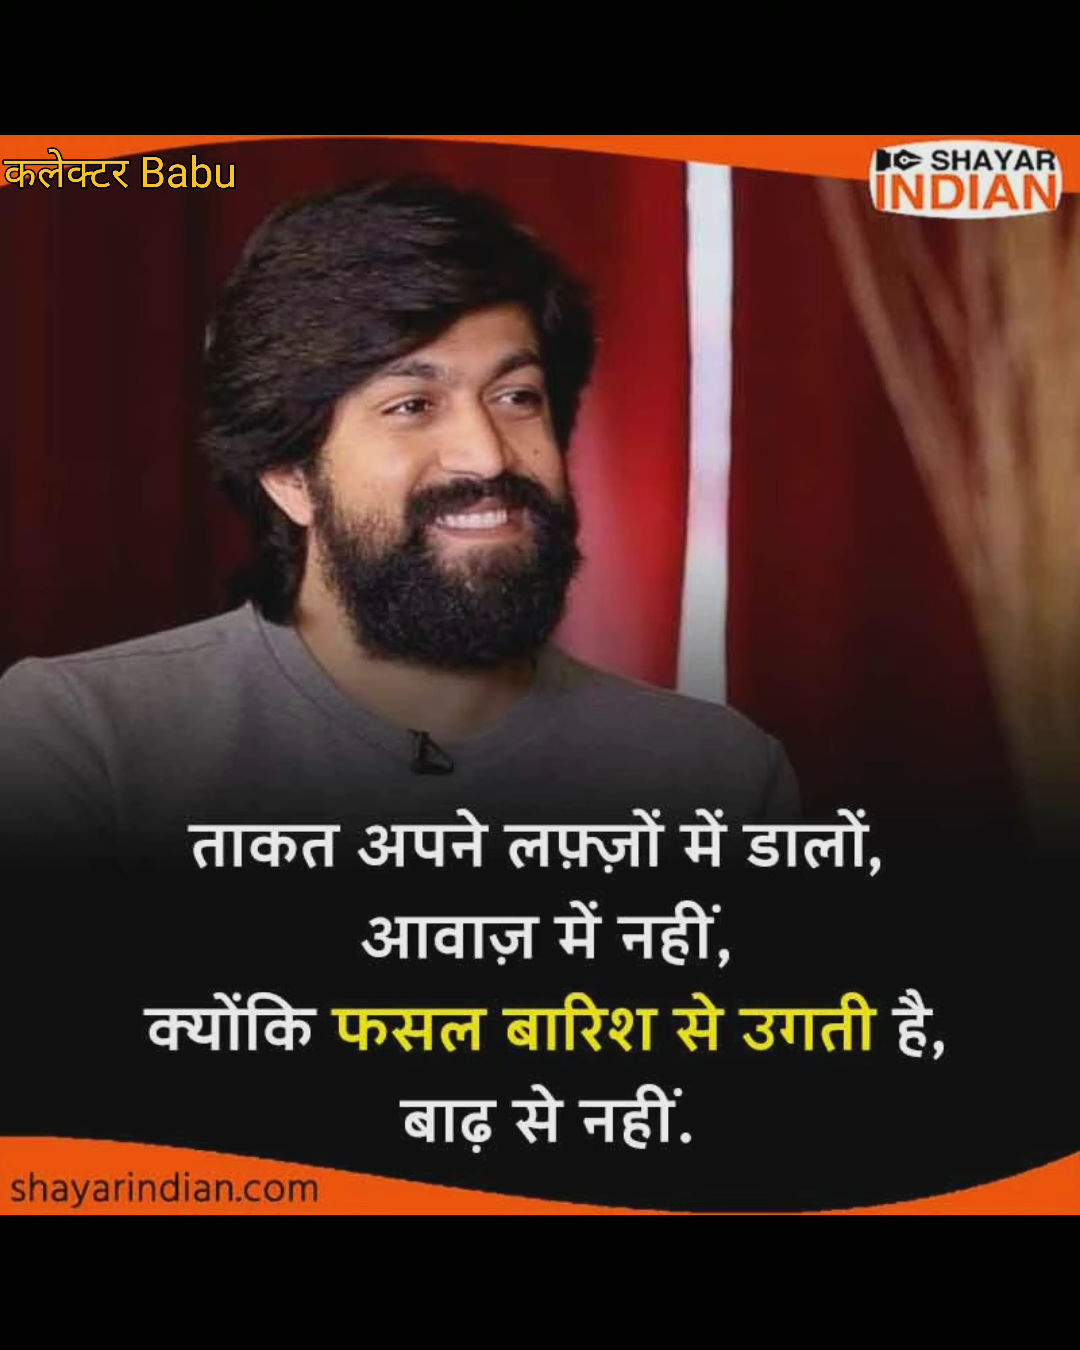 कलेक्टर Babu
SHAYAR
INDIAN
ताकत अपने लफ़्ज़ों में डालों,
आवाज़ में नहीं,
क्योंकि फसल बारिश से उगती है,
बाढ़ से नहीं.
shayarindian.com